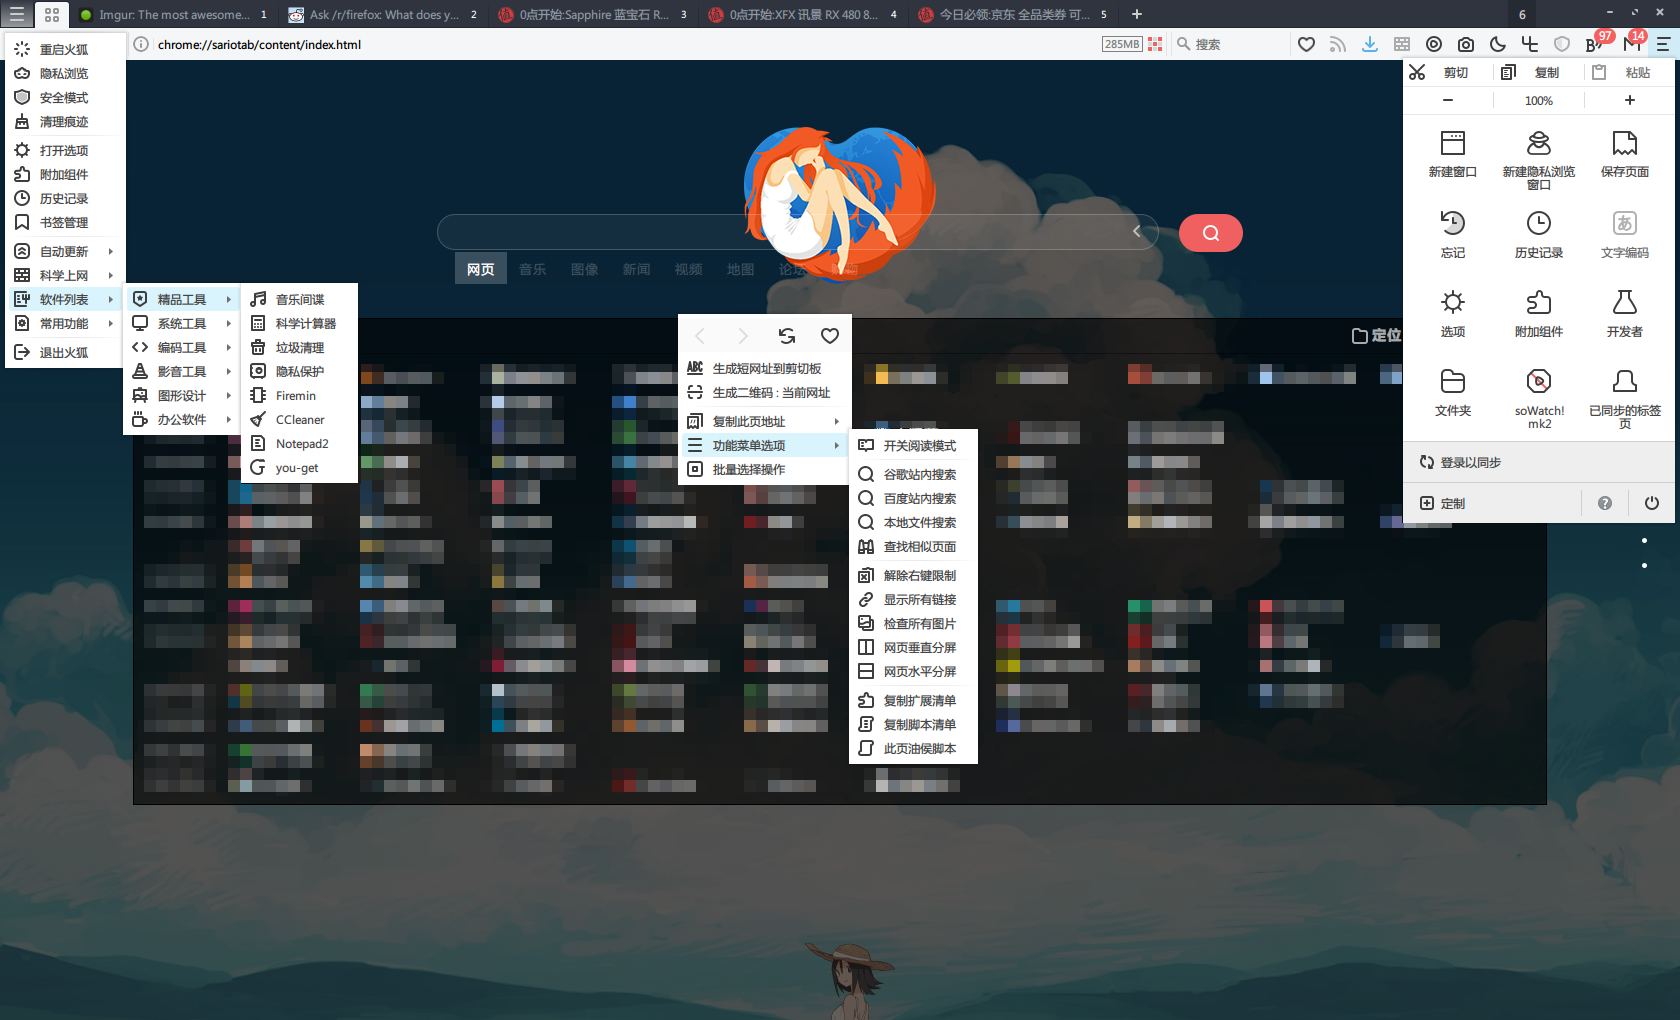 Imgur: The most awesome... 1
Ask /r/firefox: What does y... 2
0点开始:Sapphire 蓝宝石 R... 3
0点开始:XFX 讯景 RX 480 8... 4
今日必领:京东 全品类券 可... 5
6
chrome://sariotab/content/index.html
285MB
搜索
97
14
重启火狐
隐私浏览
安全模式
清理痕迹
打开选项
附加组件
历史记录
书签管理
自动更新
科学上网
软件列表
常用功能
退出火狐
精品工具
系统工具
编码工具
影音工具
图形设计
办公软件
音乐间谍
科学计算器
垃圾清理
隐私保护
Firemin
CCleaner
Notepad2
you-get
网页 音乐 图像 新闻 视频 地图 论坛
定位
ABC 生成短网址到剪切板
生成二维码 : 当前网址
复制此页地址
功能菜单选项
批量选择操作
开关阅读模式
谷歌站内搜索
百度站内搜索
本地文件搜索
查找相似页面
解除右键限制
显示所有链接
检查所有图片
网页垂直分屏
网页水平分屏
复制扩展清单
复制脚本清单
此页油侯脚本
剪切 复制 粘贴
− 100% +
新建窗口
新建隐私浏览
窗口
保存页面
忘记
历史记录
あ
文字编码
选项
附加组件
开发者
文件夹
soWatch!
mk2
已同步的标签
页
登录以同步
定制
?